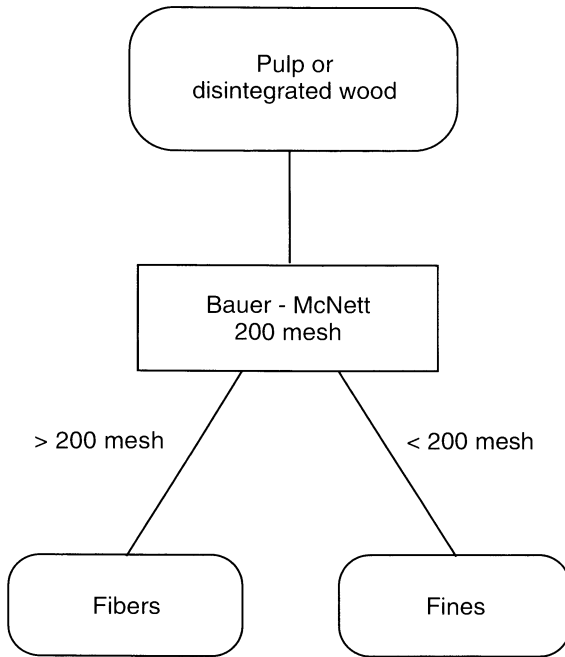 Pulp or
disintegrated wood
Bauer - McNett
200 mesh
> 200 mesh
< 200 mesh
Fibers
Fines